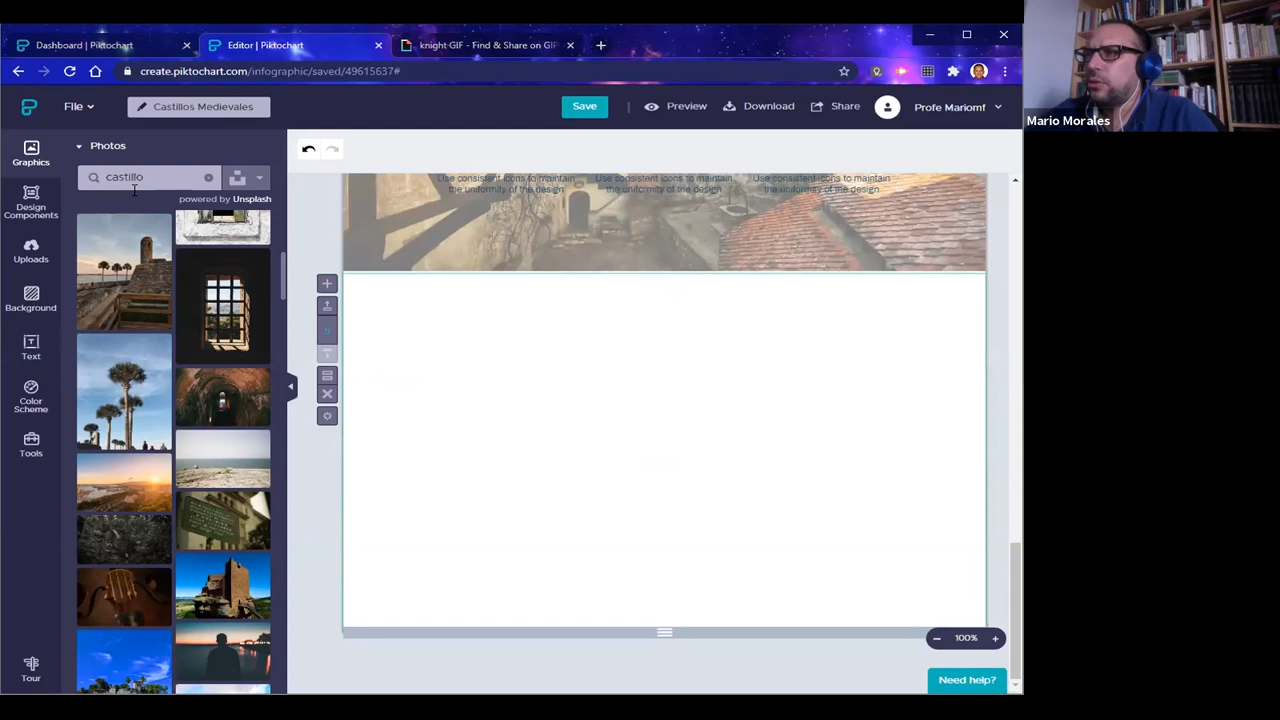 Dashboard | Piktochart
Editor | Piktochart
knight GIF - Find & Share on GIP
create.piktochart.com/infographic/saved/49615637#
File
Castillos Medievales
Save
Preview
Download
Share
Profe Mariomf
Mario Morales
Graphics
Design
Components
Uploads
Background
Text
Color
Scheme
Tools
Tour
Photos
castillo
powered by Unsplash
Use consistent icons to maintain
the uniformity of the design
Use consistent icons to maintain
the uniformity of the design
Use consistent icons to maintain
the uniformity of the design
5
100%
Need help?